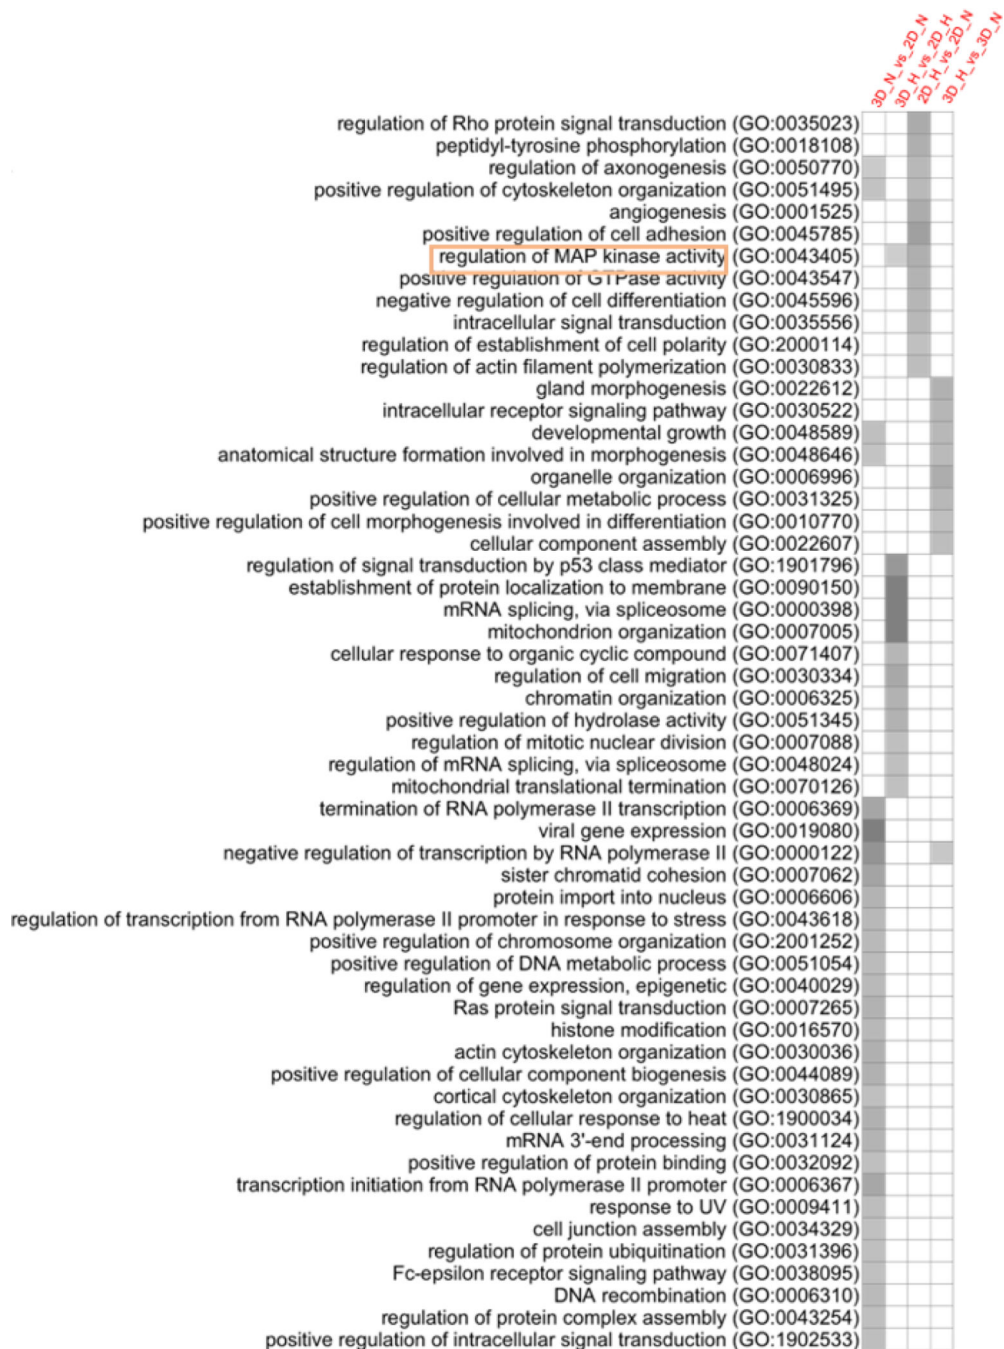 3D_N_vs_2D_N
3D_H_vs_2D_H
2D_H_vs_2D_N
3D_H_vs_3D_N
regulation of Rho protein signal transduction (GO:0035023)
peptidyl-tyrosine phosphorylation (GO:0018108)
regulation of axonogenesis (GO:0050770)
positive regulation of cytoskeleton organization (GO:0051495)
angiogenesis (GO:0001525)
positive regulation of cell adhesion (GO:0045785)
regulation of MAP kinase activity (GO:0043405)
positive regulation of GTPase activity (GO:0043547)
negative regulation of cell differentiation (GO:0045596)
intracellular signal transduction (GO:0035556)
regulation of establishment of cell polarity (GO:2000114)
regulation of actin filament polymerization (GO:0030833)
gland morphogenesis (GO:0022612)
intracellular receptor signaling pathway (GO:0030522)
developmental growth (GO:0048589)
anatomical structure formation involved in morphogenesis (GO:0048646)
organelle organization (GO:0006996)
positive regulation of cellular metabolic process (GO:0031325)
positive regulation of cell morphogenesis involved in differentiation (GO:0010770)
cellular component assembly (GO:0022607)
regulation of signal transduction by p53 class mediator (GO:1901796)
establishment of protein localization to membrane (GO:0090150)
mRNA splicing, via spliceosome (GO:0000398)
mitochondrion organization (GO:0007005)
cellular response to organic cyclic compound (GO:0071407)
regulation of cell migration (GO:0030334)
chromatin organization (GO:0006325)
positive regulation of hydrolase activity (GO:0051345)
regulation of mitotic nuclear division (GO:0007088)
regulation of mRNA splicing, via spliceosome (GO:0048024)
mitochondrial translational termination (GO:0070126)
termination of RNA polymerase II transcription (GO:0006369)
viral gene expression (GO:0019080)
negative regulation of transcription by RNA polymerase II (GO:0000122)
sister chromatid cohesion (GO:0007062)
protein import into nucleus (GO:0006606)
regulation of transcription from RNA polymerase II promoter in response to stress (GO:0043618)
positive regulation of chromosome organization (GO:2001252)
positive regulation of DNA metabolic process (GO:0051054)
regulation of gene expression, epigenetic (GO:0040029)
Ras protein signal transduction (GO:0007265)
histone modification (GO:0016570)
actin cytoskeleton organization (GO:0030036)
positive regulation of cellular component biogenesis (GO:0044089)
cortical cytoskeleton organization (GO:0030865)
regulation of cellular response to heat (GO:1900034)
mRNA 3'-end processing (GO:0031124)
positive regulation of protein binding (GO:0032092)
transcription initiation from RNA polymerase II promoter (GO:0006367)
response to UV (GO:0009411)
cell junction assembly (GO:0034329)
regulation of protein ubiquitination (GO:0031396)
Fc-epsilon receptor signaling pathway (GO:0038095)
DNA recombination (GO:0006310)
regulation of protein complex assembly (GO:0043254)
positive regulation of intracellular signal transduction (GO:1902533)